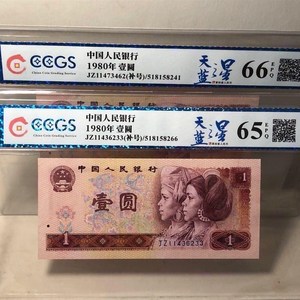 CCGS
China Coin Grading Service
中国人民银行
1980年 壹圆
JZ11473462(补号)/518158241
天蓝 星
66 EPQ
CCGS
China Coin Grading Service
中国人民银行
1980年 壹圆
JZ11436233(补号)/518158266
天蓝 星
65 EPQ
中国人民银行
壹圆
1
1
JZ11436233